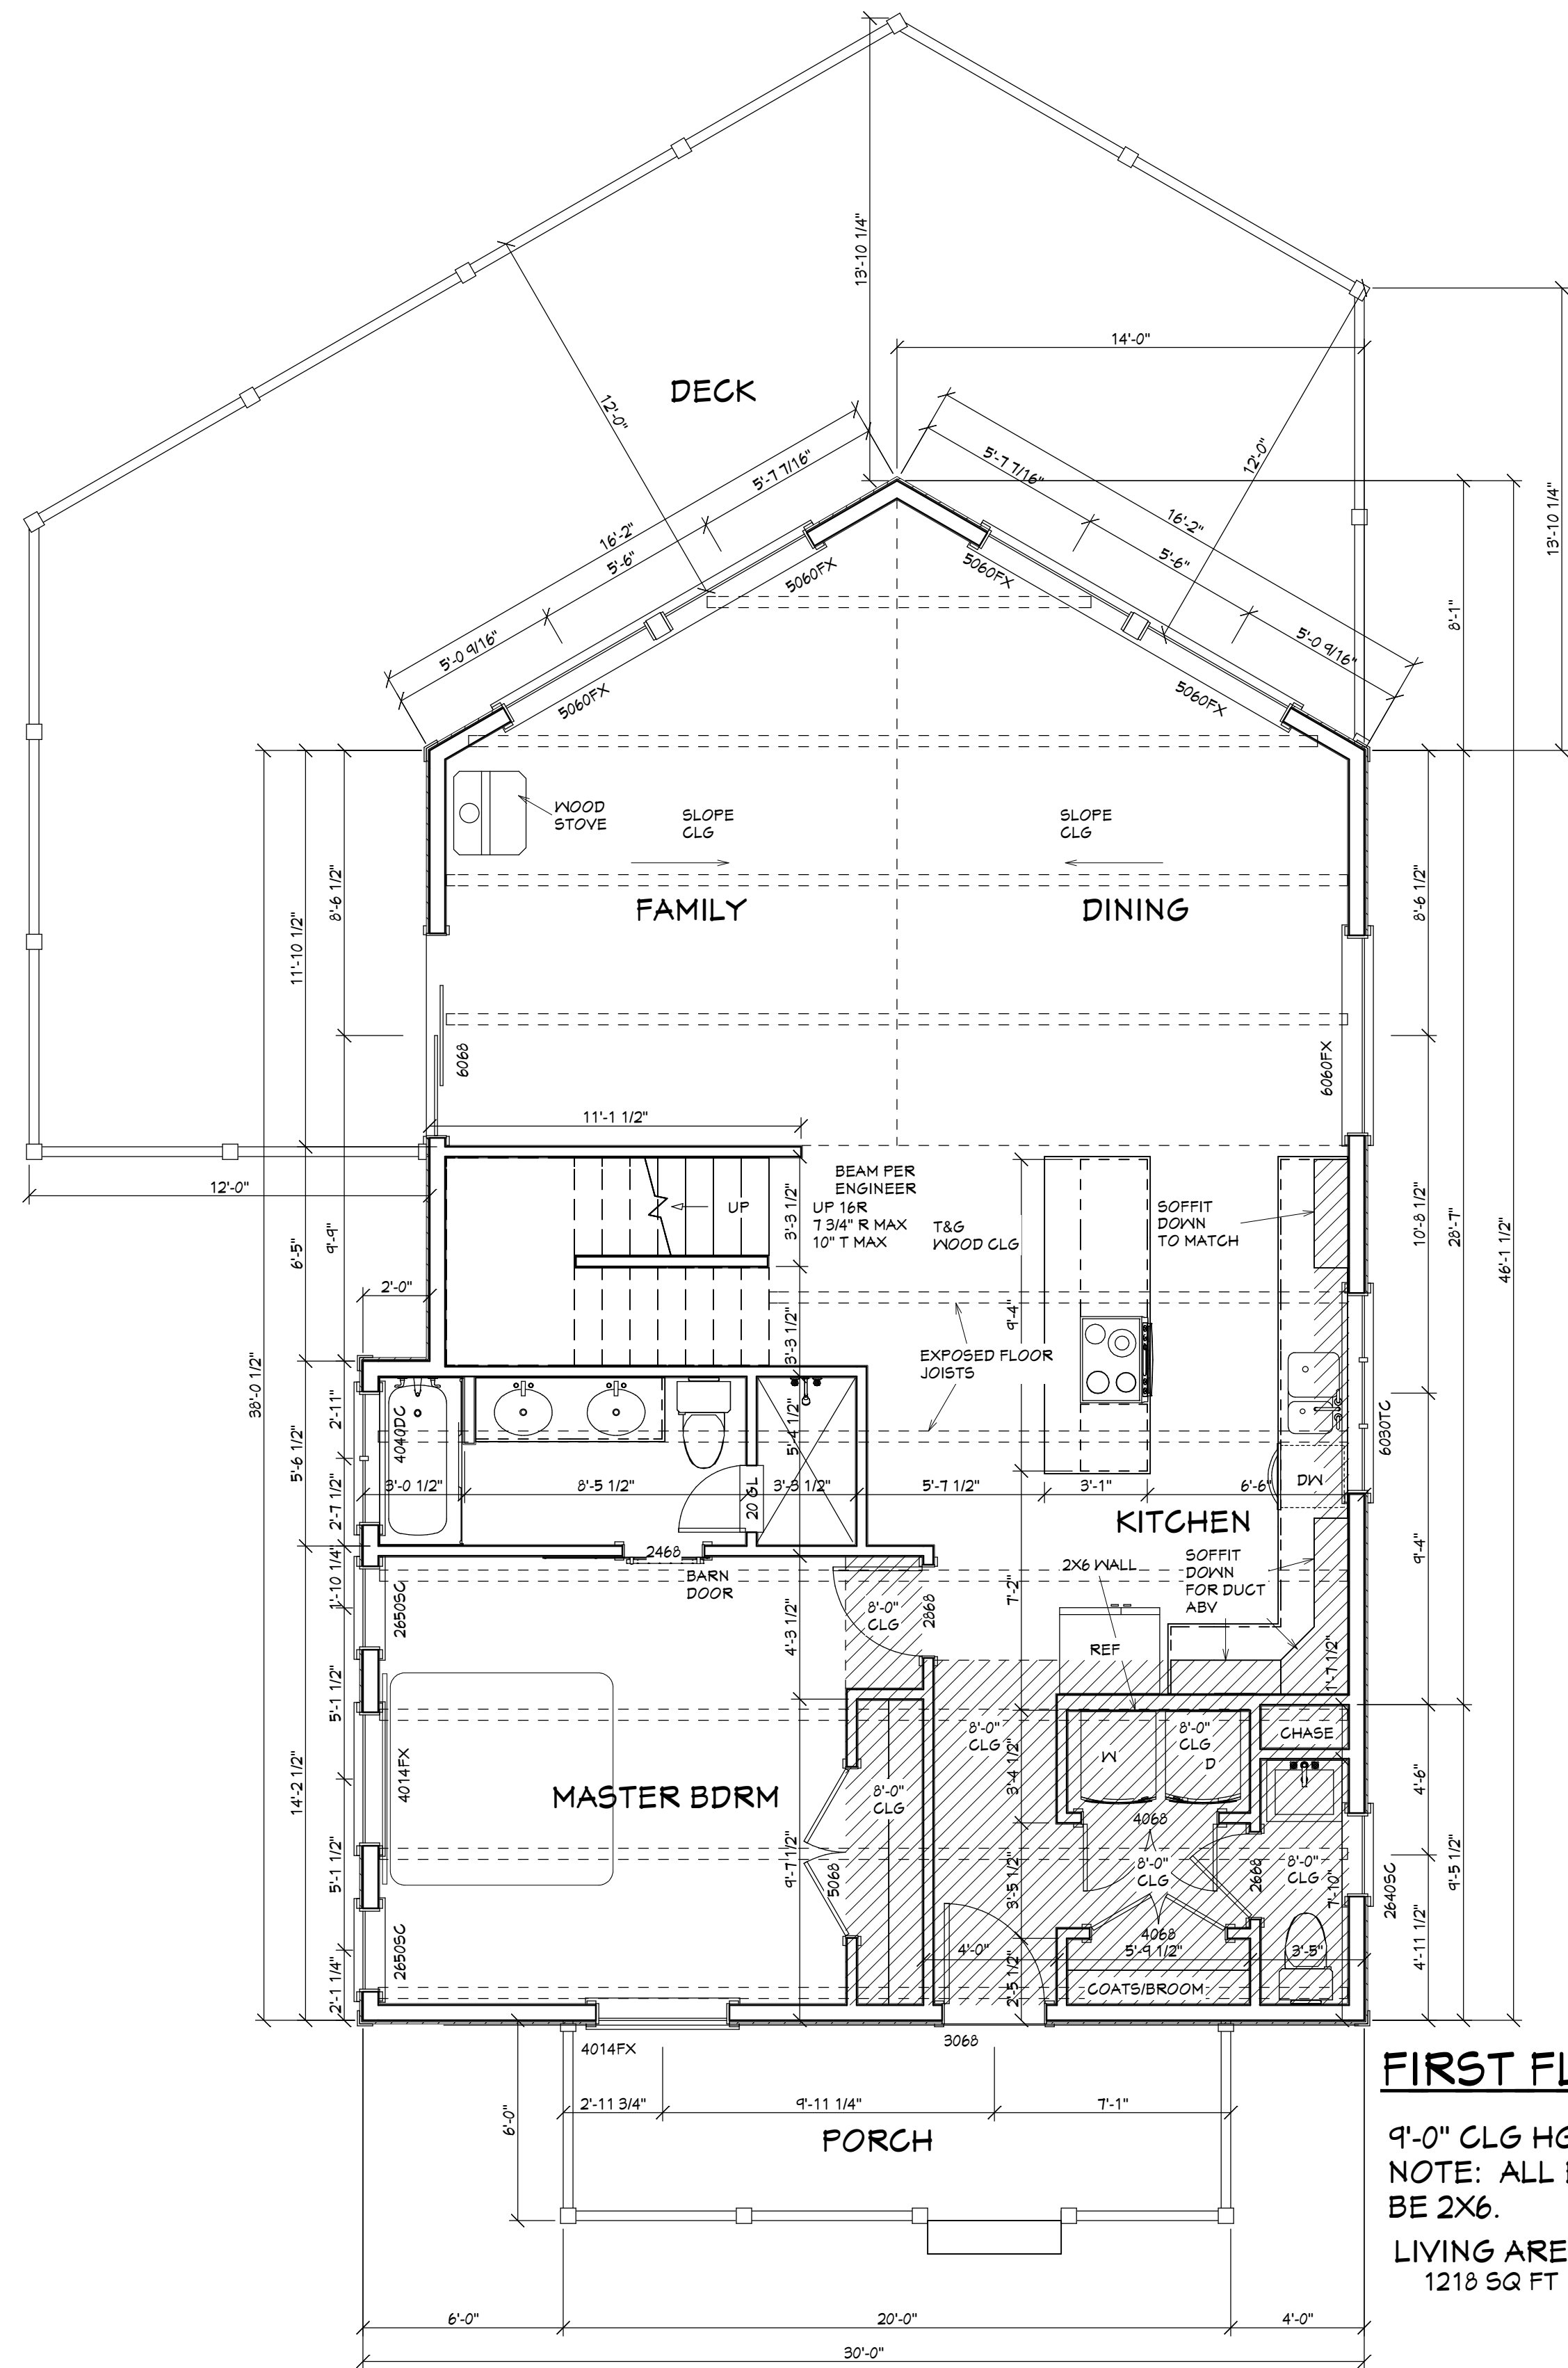 13'-10 1/4"
14'-0"
DECK
12'-0"
12'-0"
5'-7 7/16"
5'-7 7/16"
16'-2"
16'-2"
5'-6"
5'-6"
5'-0 9/16"
5'-0 9/16"
13'-10 1/4"
8'-1"
5060FX
5060FX
5060FX
5060FX
WOOD
STOVE
SLOPE
CLG
SLOPE
CLG
FAMILY
DINING
8'-6 1/2"
11'-10 1/2"
8'-6 1/2"
6068
6060FX
11'-1 1/2"
12'-0"
BEAM PER
ENGINEER
UP 16R
7 3/4" R MAX
10" T MAX
UP
T&G
WOOD CLG
SOFFIT
DOWN
TO MATCH
3'-3 1/2"
3'-3 1/2"
9'-9"
6'-5"
2'-0"
10'-8 1/2"
28'-7"
46'-1 1/2"
9'-4"
EXPOSED FLOOR
JOISTS
38'-0 1/2"
2'-11"
4040DC
5'-6 1/2"
2'-7 1/2"
5'-4 1/2"
6030TC
3'-0 1/2"
8'-5 1/2"
20 GL
3'-3 1/2"
5'-7 1/2"
3'-1"
6'-6"
DW
KITCHEN
2468
BARN
DOOR
1'-10 1/4"
2650SC
8'-0"
CLG
2868
4'-3 1/2"
7'-2"
2X6 WALL
SOFFIT
DOWN
FOR DUCT
ABV
REF
9'-4"
1'-7 1/2"
5'-1 1/2"
14'-2 1/2"
4014FX
MASTER BDRM
8'-0"
CLG
8'-0"
CLG
8'-0"
CLG
W
D
CHASE
3'-4 1/2"
4'-6"
9'-5 1/2"
4068
5'-1 1/2"
9'-7 1/2"
5068
3'-5 1/2"
8'-0"
CLG
2668
8'-0"
CLG
7'-10"
2640SC
4'-11 1/2"
2650SC
2'-1 1/4"
4'-0"
4068
5'-9 1/2"
3'-5"
2'-5 1/2"
COATS/BROOM
4014FX
3068
2'-11 3/4"
9'-11 1/4"
7'-1"
6'-0"
PORCH
FIRST FL
9'-0" CLG HG
NOTE: ALL
BE 2X6.
LIVING ARE
1218 SQ FT
6'-0"
20'-0"
4'-0"
30'-0"